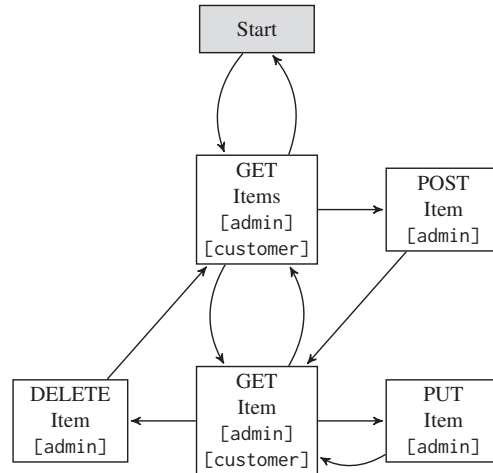 Start
GET
Items
[admin]
[customer]
POST
Item
[admin]
DELETE
Item
[admin]
GET
Item
[admin]
[customer]
PUT
Item
[admin]